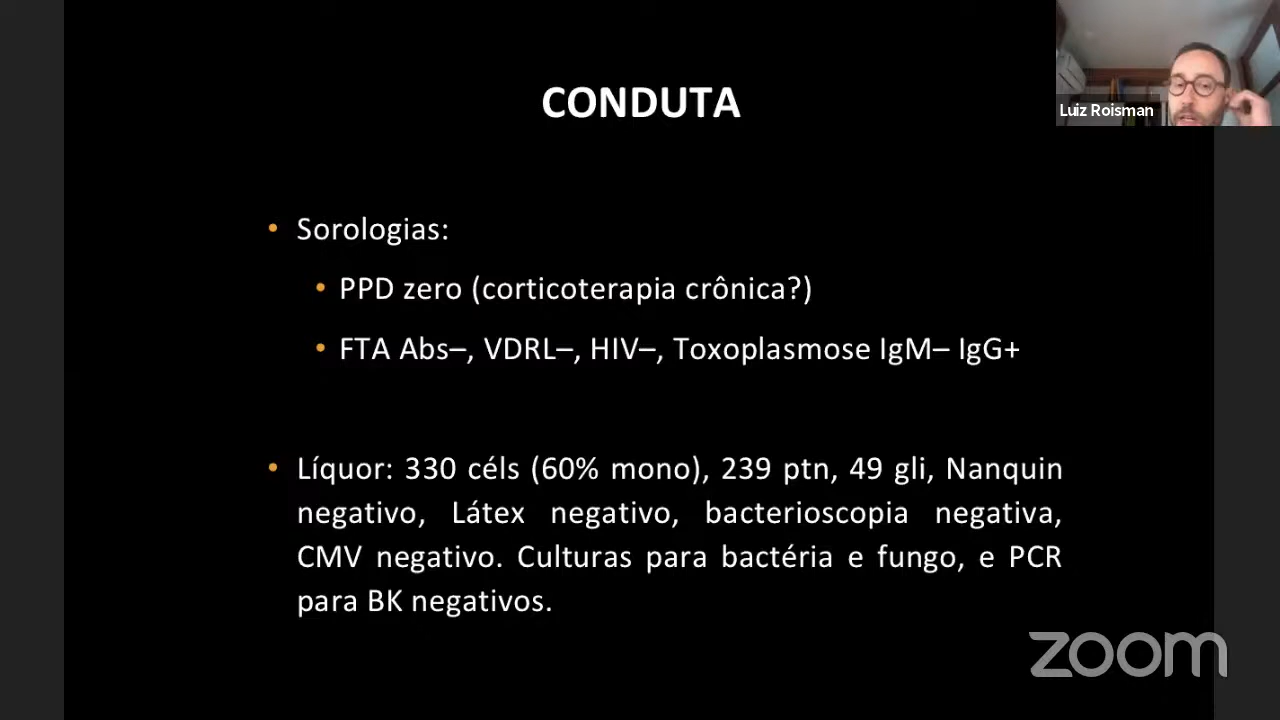 CONDUTA
Luiz Roisman
• Sorologias:
• PPD zero (corticoterapia crônica?)
• FTA Abs–, VDRL–, HIV–, Toxoplasmose IgM– IgG+
• Líquor: 330 céls (60% mono), 239 ptn, 49 gli, Nanquin
negativo, Látex negativo, bacterioscopia negativa,
CMV negativo. Culturas para bactéria e fungo, e PCR
para BK negativos.
zoom